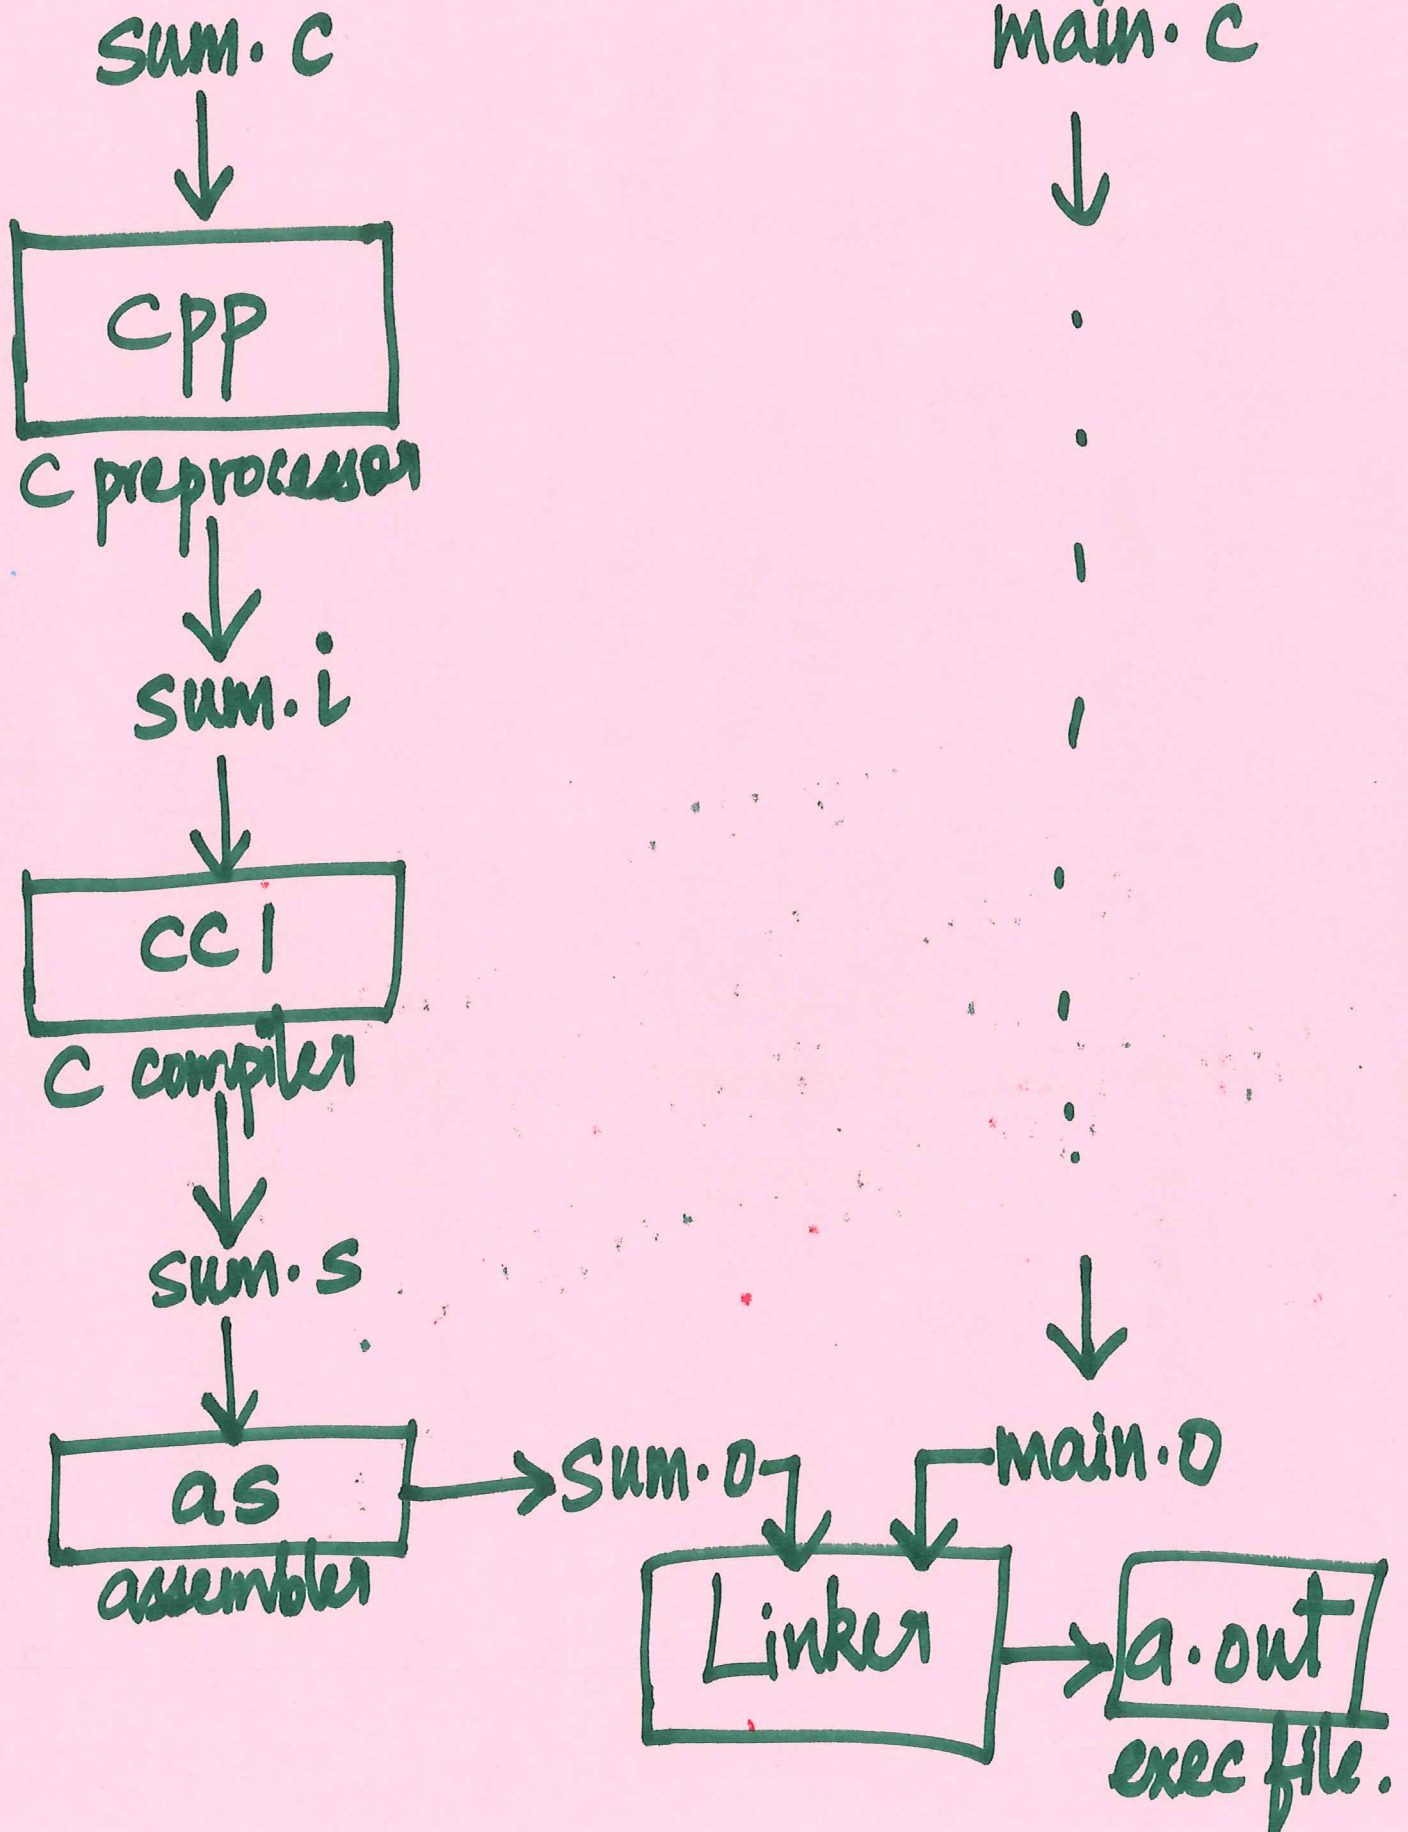 sum.c
main.c
cpp
C preprocessor
sum.i
cc1
C compiler
sum.s
as
assembler
sum.o
main.o
Linker
a.out
exec file.